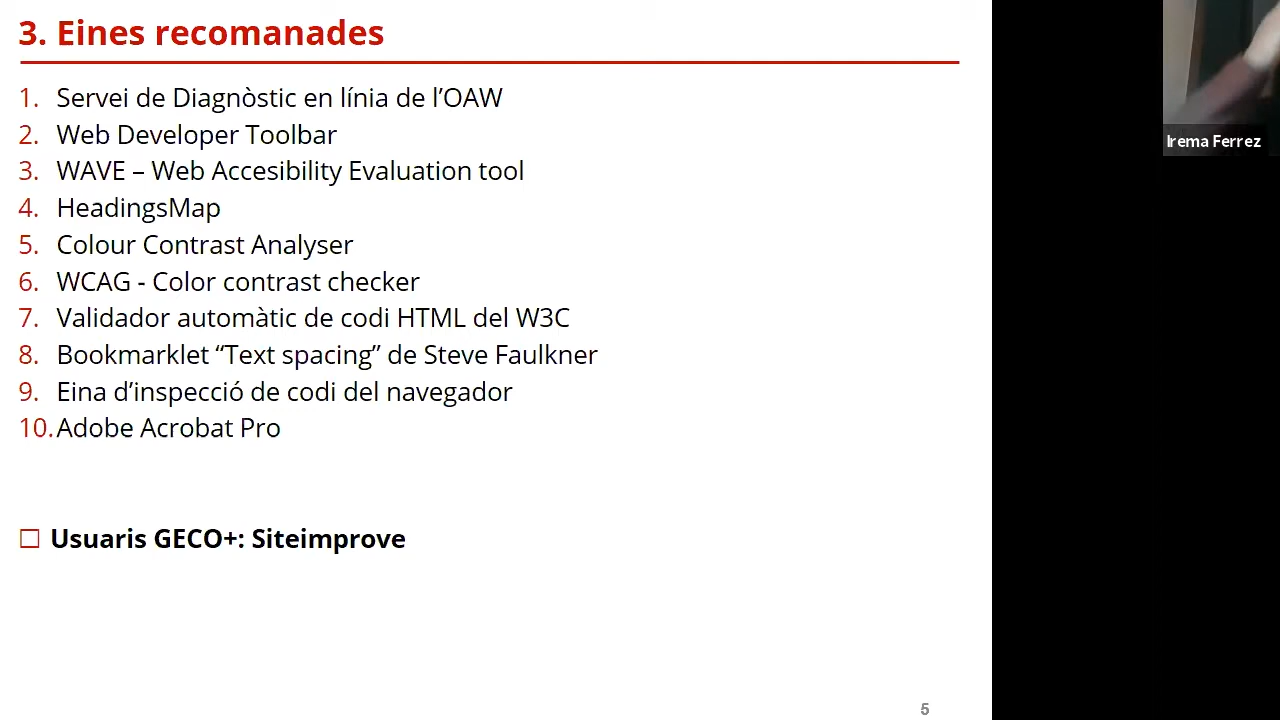 3. Eines recomanades
1. Servei de Diagnòstic en línia de l’OAW
2. Web Developer Toolbar
3. WAVE – Web Accesibility Evaluation tool
4. HeadingsMap
5. Colour Contrast Analyser
6. WCAG - Color contrast checker
7. Validador automàtic de codi HTML del W3C
8. Bookmarklet “Text spacing” de Steve Faulkner
9. Eina d’inspecció de codi del navegador
10. Adobe Acrobat Pro
Usuaris GECO+: Siteimprove
5
Irema Ferrez